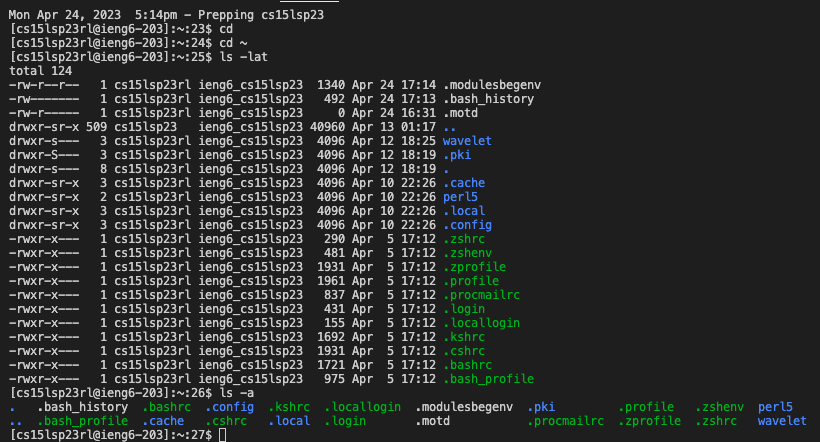 Mon Apr 24, 2023  5:14pm - Prepping cs15lsp23
[cs15lsp23rl@ieng6-203]:~:23$ cd
[cs15lsp23rl@ieng6-203]:~:24$ cd ~
[cs15lsp23rl@ieng6-203]:~:25$ ls -lat
total 124
-rw-r--r--   1 cs15lsp23rl ieng6_cs15lsp23  1340 Apr 24 17:14 .modulesbegenv
-rw-------   1 cs15lsp23rl ieng6_cs15lsp23   492 Apr 24 17:13 .bash_history
-rw-r-----   1 cs15lsp23rl ieng6_cs15lsp23     0 Apr 24 16:31 .motd
drwxr-sr-x 509 cs15lsp23   ieng6_cs15lsp23 40960 Apr 13 01:17 ..
drwxr-s---   3 cs15lsp23rl ieng6_cs15lsp23  4096 Apr 12 18:25 wavelet
drwxr-S---   3 cs15lsp23rl ieng6_cs15lsp23  4096 Apr 12 18:19 .pki
drwxr-s---   8 cs15lsp23rl ieng6_cs15lsp23  4096 Apr 12 18:19 .
drwxr-sr-x   3 cs15lsp23rl ieng6_cs15lsp23  4096 Apr 10 22:26 .cache
drwxr-sr-x   2 cs15lsp23rl ieng6_cs15lsp23  4096 Apr 10 22:26 perl5
drwxr-sr-x   3 cs15lsp23rl ieng6_cs15lsp23  4096 Apr 10 22:26 .local
drwxr-sr-x   3 cs15lsp23rl ieng6_cs15lsp23  4096 Apr 10 22:26 .config
-rwxr-x---   1 cs15lsp23rl ieng6_cs15lsp23   290 Apr  5 17:12 .zshrc
-rwxr-x---   1 cs15lsp23rl ieng6_cs15lsp23   481 Apr  5 17:12 .zshenv
-rwxr-x---   1 cs15lsp23rl ieng6_cs15lsp23  1931 Apr  5 17:12 .zprofile
-rwxr-x---   1 cs15lsp23rl ieng6_cs15lsp23  1961 Apr  5 17:12 .profile
-rwxr-x---   1 cs15lsp23rl ieng6_cs15lsp23   837 Apr  5 17:12 .procmailrc
-rwxr-x---   1 cs15lsp23rl ieng6_cs15lsp23   431 Apr  5 17:12 .login
-rwxr-x---   1 cs15lsp23rl ieng6_cs15lsp23   155 Apr  5 17:12 .locallogin
-rwxr-x---   1 cs15lsp23rl ieng6_cs15lsp23  1692 Apr  5 17:12 .kshrc
-rwxr-x---   1 cs15lsp23rl ieng6_cs15lsp23  1931 Apr  5 17:12 .cshrc
-rwxr-x---   1 cs15lsp23rl ieng6_cs15lsp23  1721 Apr  5 17:12 .bashrc
-rwxr-x---   1 cs15lsp23rl ieng6_cs15lsp23   975 Apr  5 17:12 .bash_profile
[cs15lsp23rl@ieng6-203]:~:26$ ls -a
.   .bash_history  .bashrc  .config  .kshrc  .locallogin  .modulesbegenv  .pki         .profile   .zshenv  perl5
..  .bash_profile  .cache   .cshrc   .local  .login       .motd           .procmailrc  .zprofile  .zshrc   wavelet
[cs15lsp23rl@ieng6-203]:~:27$